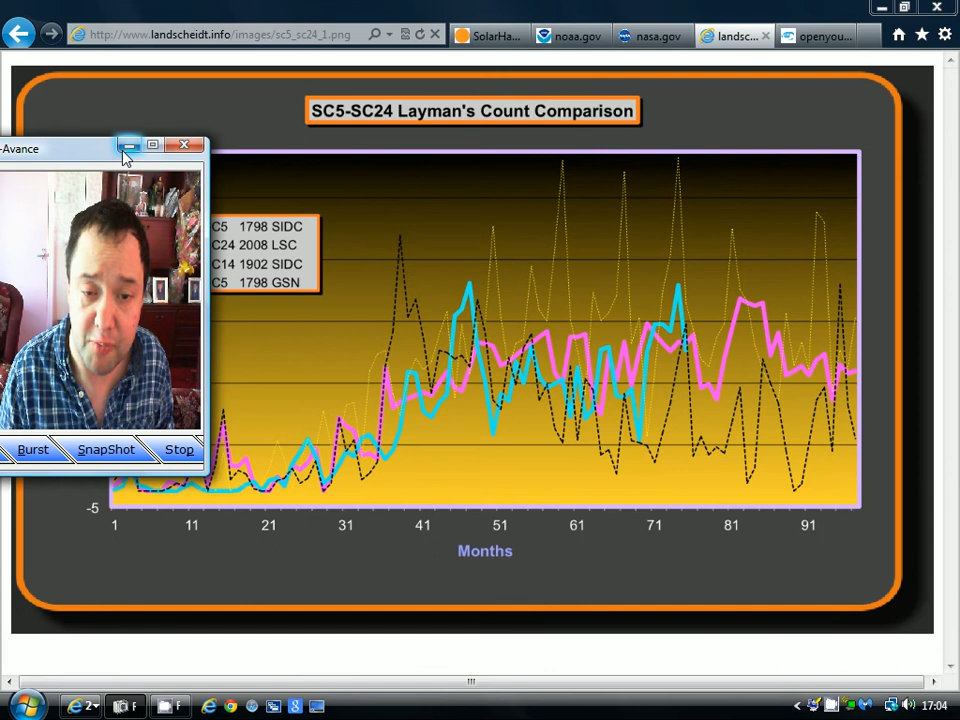 http://www.landscheidt.info/images/sc5_sc24_1.png
SolarHa...
noaa.gov
nasa.gov
landsc...
openyou...
SC5-SC24 Layman's Count Comparison
-Avance
C5 1798 SIDC
C24 2008 LSC
C14 1902 SIDC
C5 1798 GSN
Burst
SnapShot
Stop
-5
1 11 21 31 41 51 61 71 81 91
Months
2
F
F
17:04